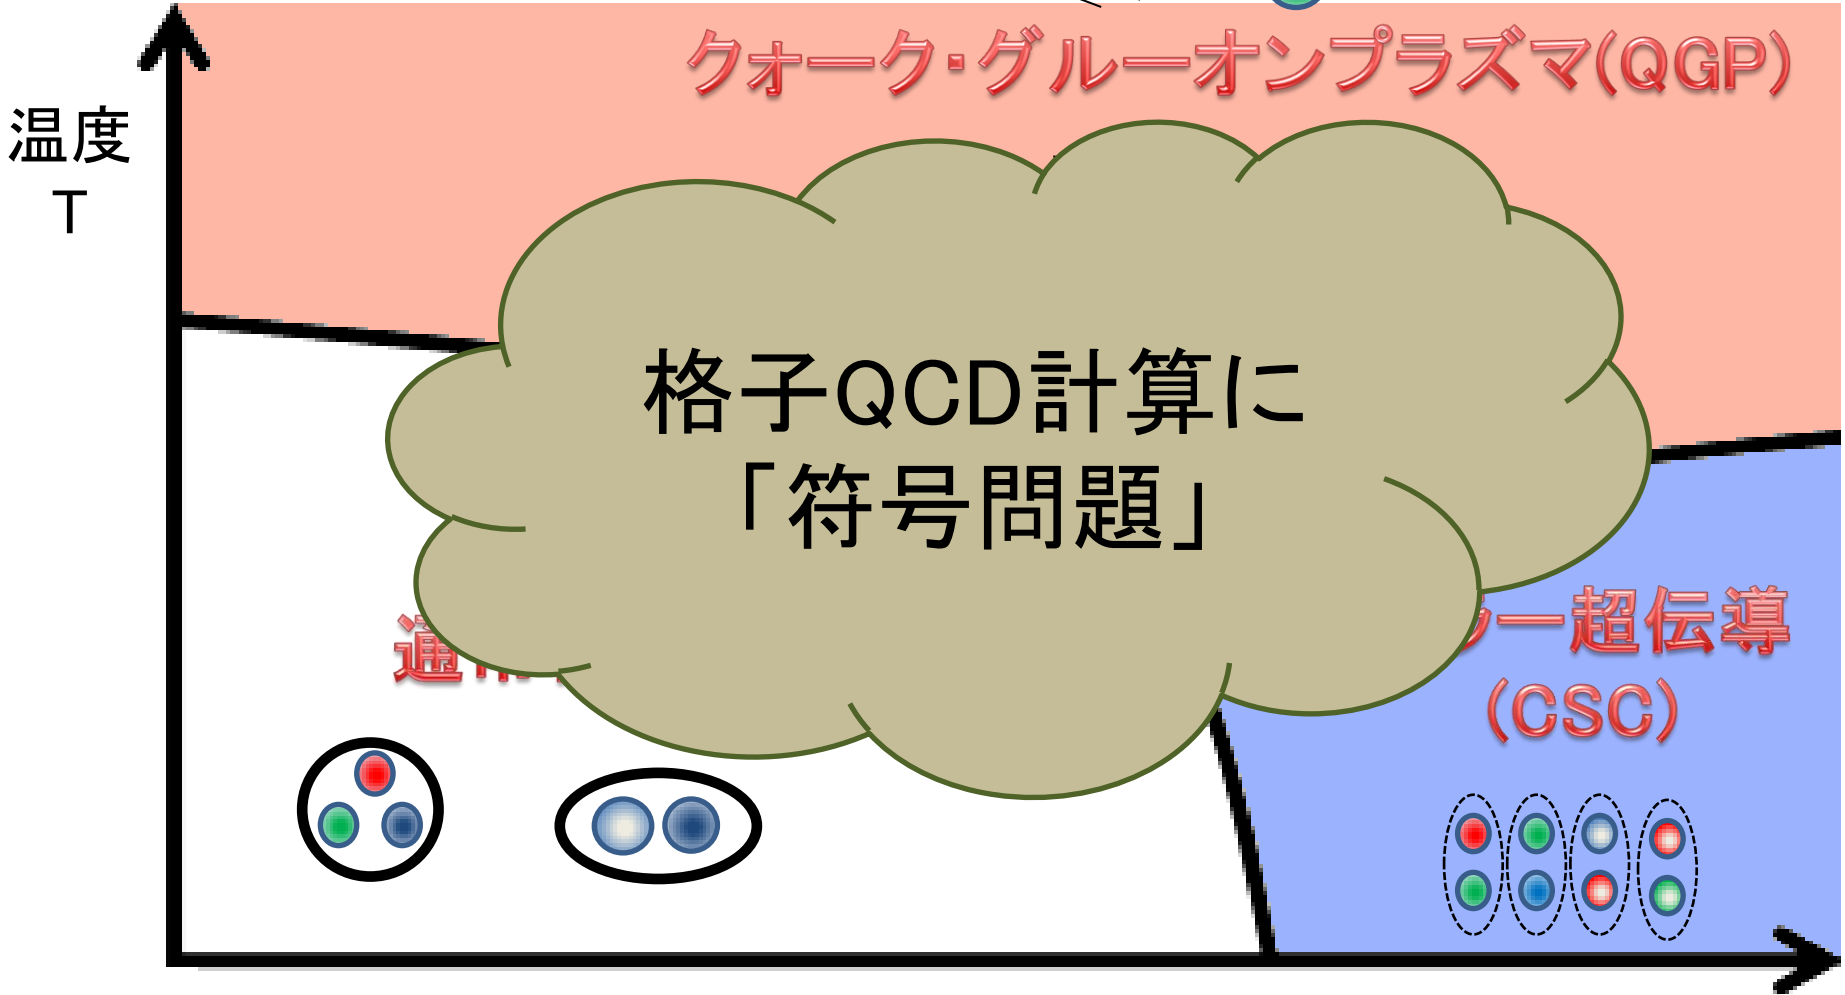 クォーク・グルーオンプラズマ(QGP)
温度
T
格子QCD計算に
「符号問題」
ー超伝導
(CSC)